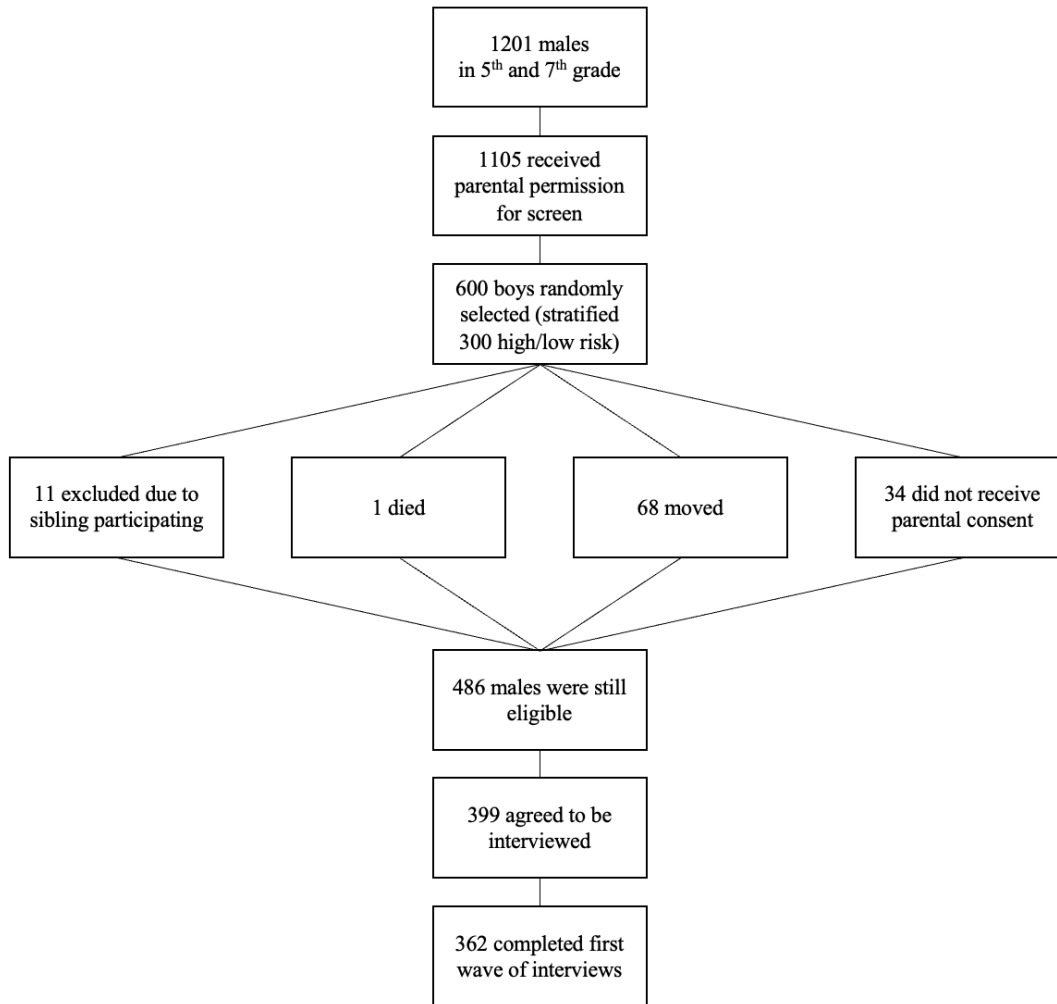 1201 males
in 5th and 7th grade
1105 received
parental permission
for screen
600 boys randomly
selected (stratified
300 high/low risk)
11 excluded due to
sibling participating
1 died
68 moved
34 did not receive
parental consent
486 males were still
eligible
399 agreed to be
interviewed
362 completed first
wave of interviews